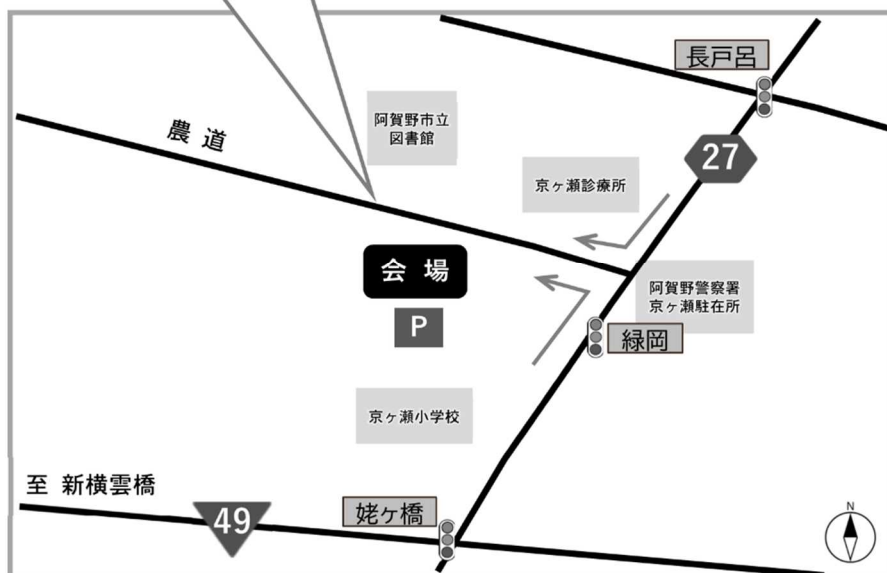 長戸呂
阿賀野市立
図書館
農 道
27
京ヶ瀬診療所
会 場
阿賀野警察署
京ヶ瀬駐在所
P
緑岡
京ヶ瀬小学校
至 新横雲橋
49
姥ヶ橋
N